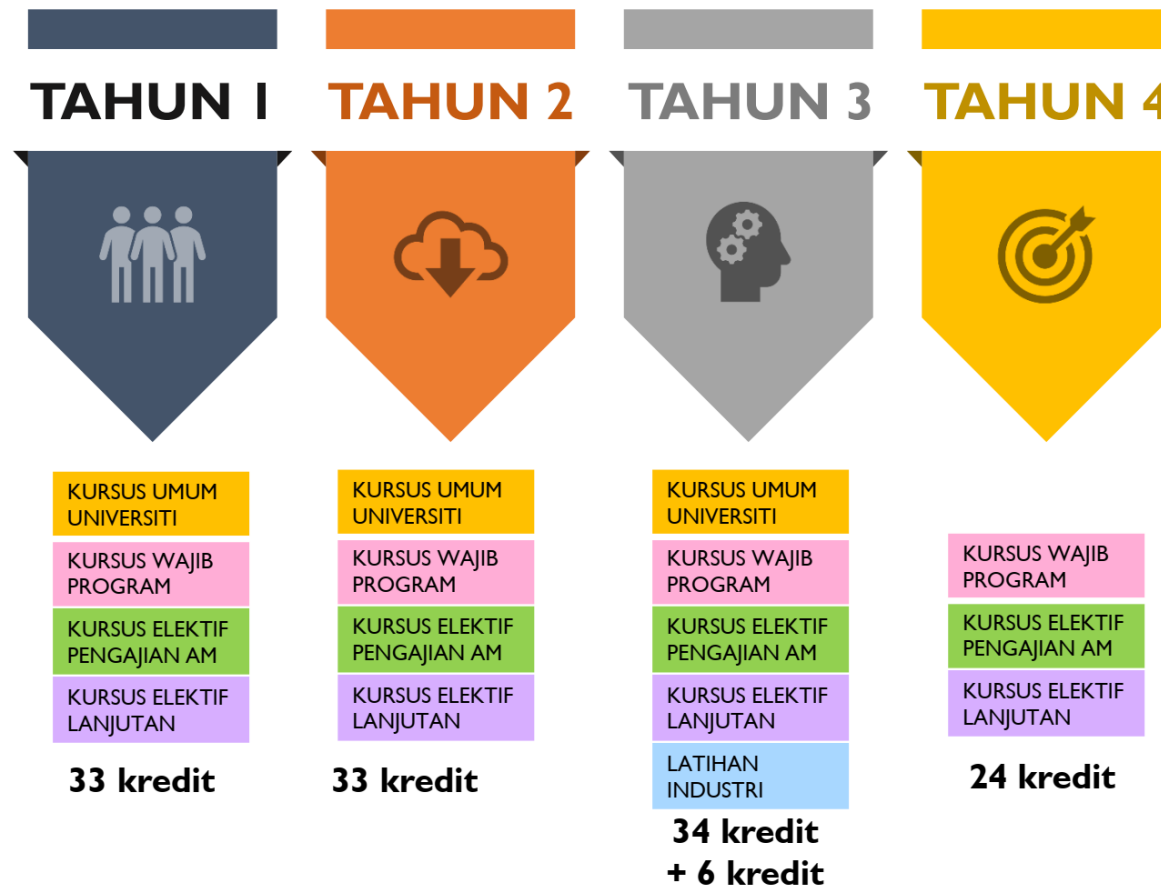 TAHUN 1
TAHUN 2
TAHUN 3
TAHUN 4
KURSUS UMUM
UNIVERSITI
KURSUS WAJIB
PROGRAM
KURSUS ELEKTIF
PENGAJIAN AM
KURSUS ELEKTIF
LANJUTAN
33 kredit
KURSUS UMUM
UNIVERSITI
KURSUS WAJIB
PROGRAM
KURSUS ELEKTIF
PENGAJIAN AM
KURSUS ELEKTIF
LANJUTAN
33 kredit
KURSUS UMUM
UNIVERSITI
KURSUS WAJIB
PROGRAM
KURSUS ELEKTIF
PENGAJIAN AM
KURSUS ELEKTIF
LANJUTAN
LATIHAN
INDUSTRI
34 kredit
+ 6 kredit
KURSUS WAJIB
PROGRAM
KURSUS ELEKTIF
PENGAJIAN AM
KURSUS ELEKTIF
LANJUTAN
24 kredit